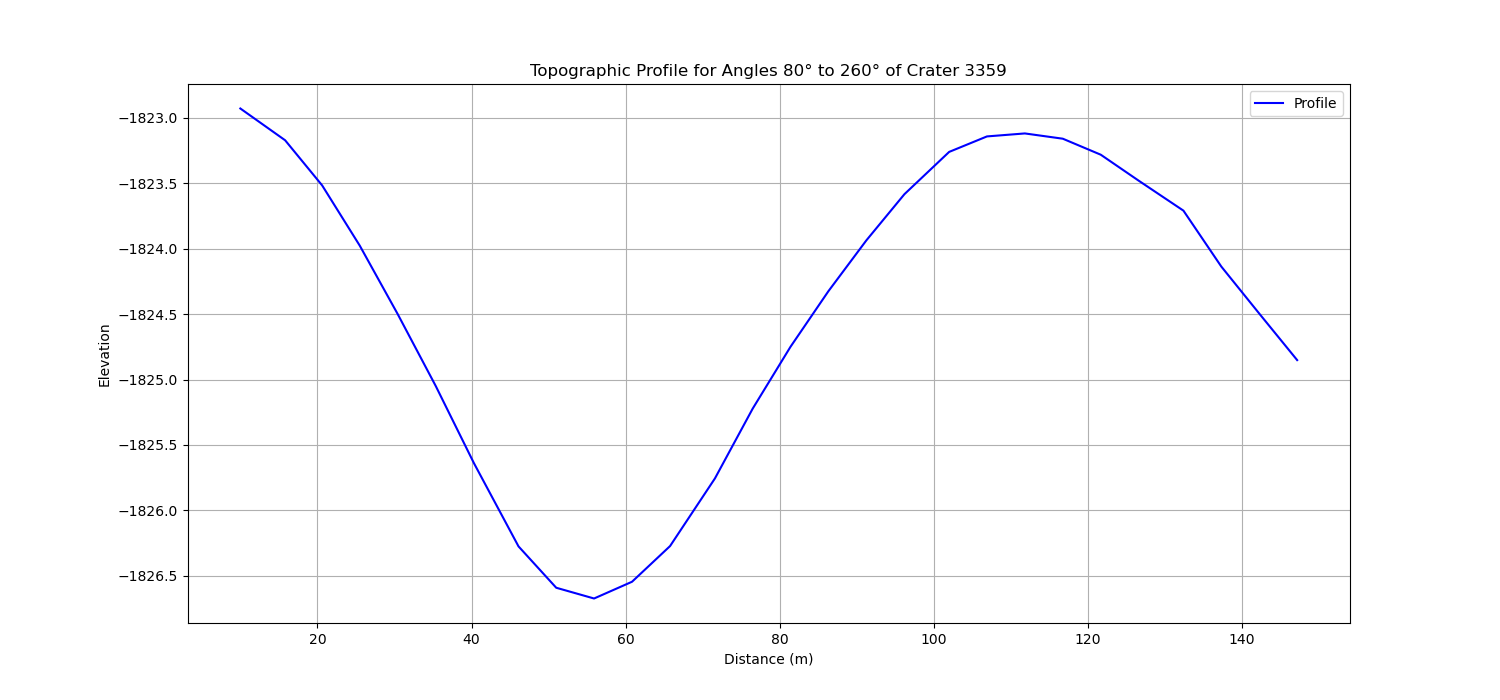 Topographic Profile for Angles 80° to 260° of Crater 3359
Profile
Elevation
−1823.0
−1823.5
−1824.0
−1824.5
−1825.0
−1825.5
−1826.0
−1826.5
20 40 60 80 100 120 140
Distance (m)